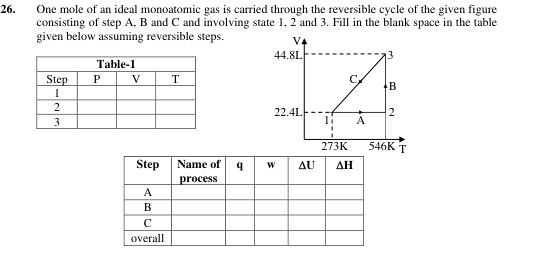 26. One mole of an ideal monoatomic gas is carried through the reversible cycle of the given figure
consisting of step A, B and C and involving state 1, 2 and 3. Fill in the blank space in the table
given below assuming reversible steps.
Table-1
Step P V T
1
2
3
V
44.8L 3
C
B
22.4L 2
1 A
273K 546K T
Step Name of process q w ΔU ΔH
A
B
C
overall